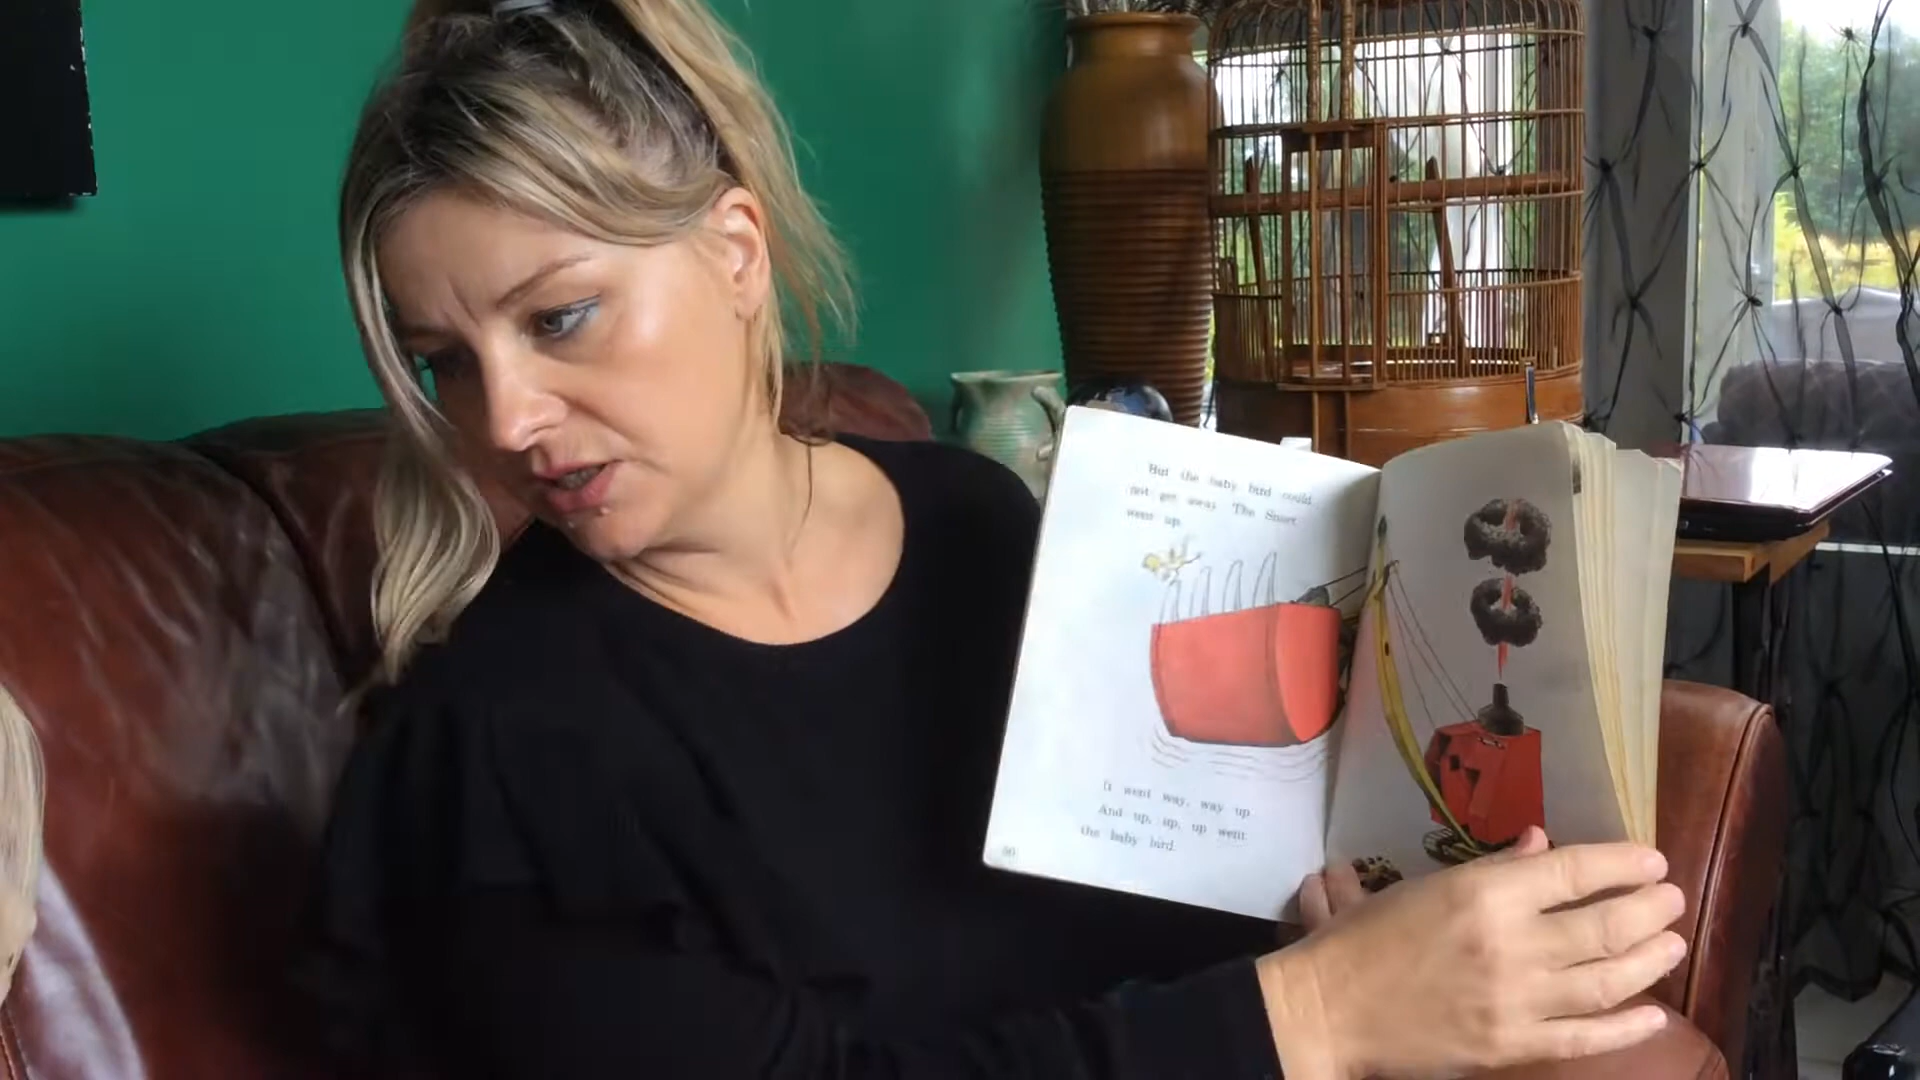 But the baby bird could
not get away. The Snort
went up.
It went way, way up.
And up, up, up went
the baby bird.
50